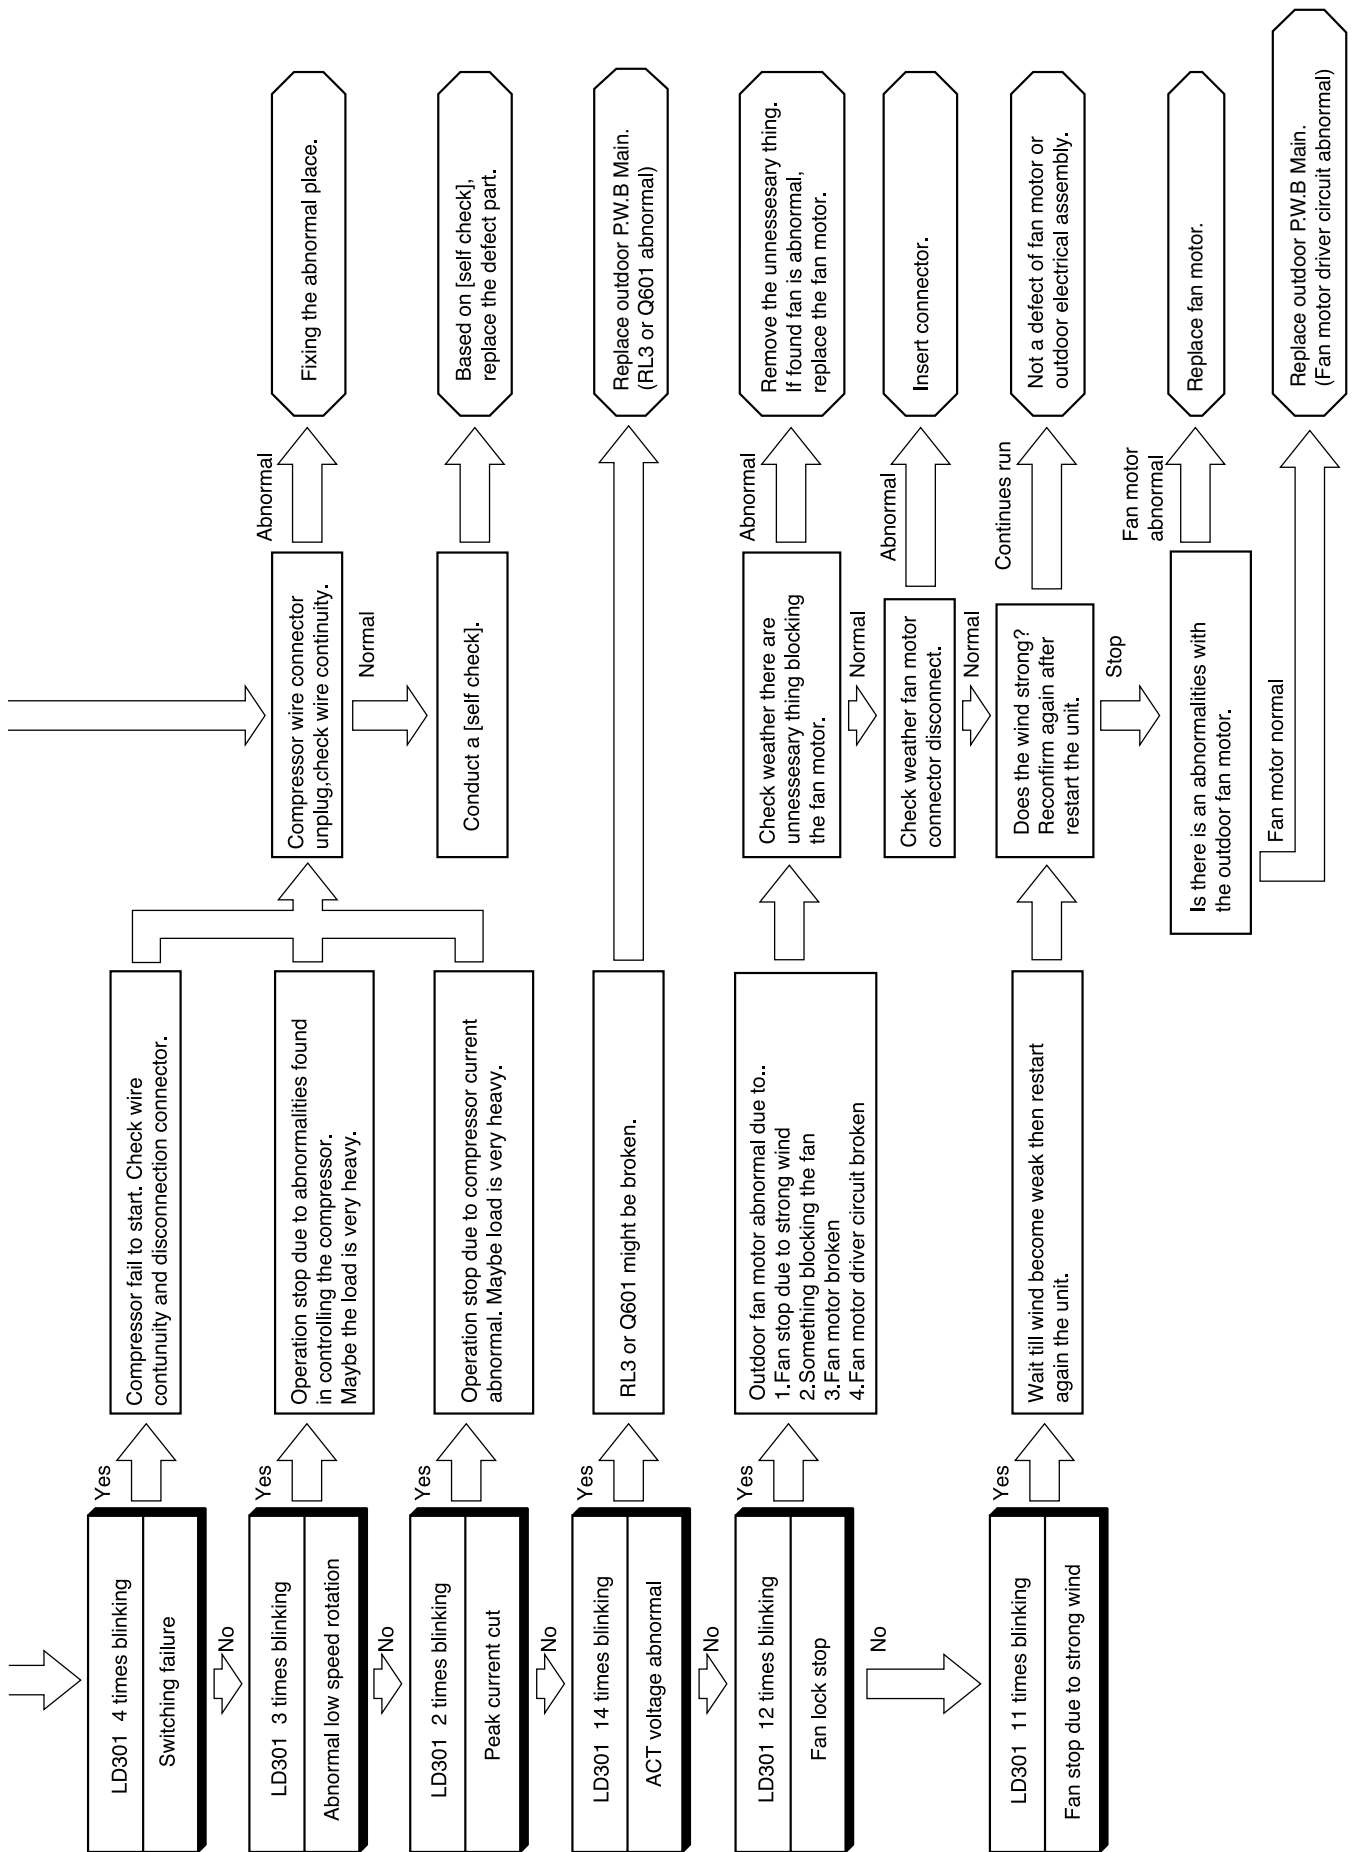 LD301  4 times blinking
Switching failure
Yes
Compressor fail to start. Check wire
contunuity and disconnection connector.
No
LD301  3 times blinking
Abnormal low speed rotation
Yes
Operation stop due to abnormalities found
in controlling the compressor.
Maybe the load is very heavy.
Compressor wire connector
unplug,check wire continuity.
Abnormal
Fixing the abnormal place.
Normal
No
LD301  2 times blinking
Peak current cut
Yes
Operation stop due to compressor current
abnormal. Maybe load is very heavy.
Conduct a [self check].
Based on [self check],
replace the defect part.
No
LD301  14 times blinking
ACT voltage abnormal
Yes
RL3 or Q601 might be broken.
Replace outdoor P.W.B Main.
(RL3 or Q601 abnormal)
No
LD301  12 times blinking
Fan lock stop
Yes
Outdoor fan motor abnormal due to..
1.Fan stop due to strong wind
2.Something blocking the fan
3.Fan motor broken
4.Fan motor driver circuit broken
Check weather there are
unnessesary thing blocking
the fan motor.
Abnormal
Remove the unnessesary thing.
If found fan is abnormal,
replace the fan motor.
Normal
Check weather fan motor
connector disconnect.
Abnormal
Insert connector.
Normal
No
LD301  11 times blinking
Fan stop due to strong wind
Yes
Wait till wind become weak then restart
again the unit.
Does the wind strong?
Reconfirm again after
restart the unit.
Continues run
Not a defect of fan motor or
outdoor electrical assembly.
Stop
Is there is an abnormalities with
the outdoor fan motor.
Fan motor
abnormal
Replace fan motor.
Fan motor normal
Replace outdoor P.W.B Main.
(Fan motor driver circuit abnormal)